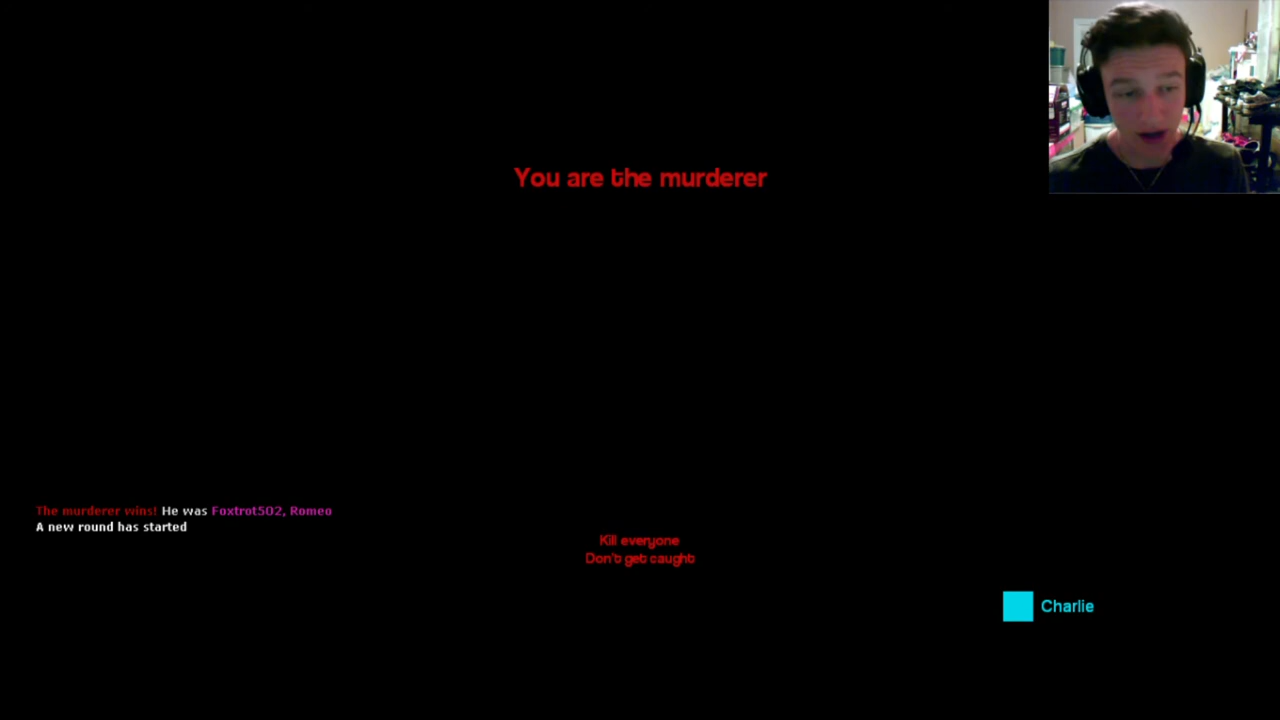 You are the murderer
The murderer wins! He was Foxtrot502, Romeo
A new round has started
Kill everyone
Don't get caught
Charlie